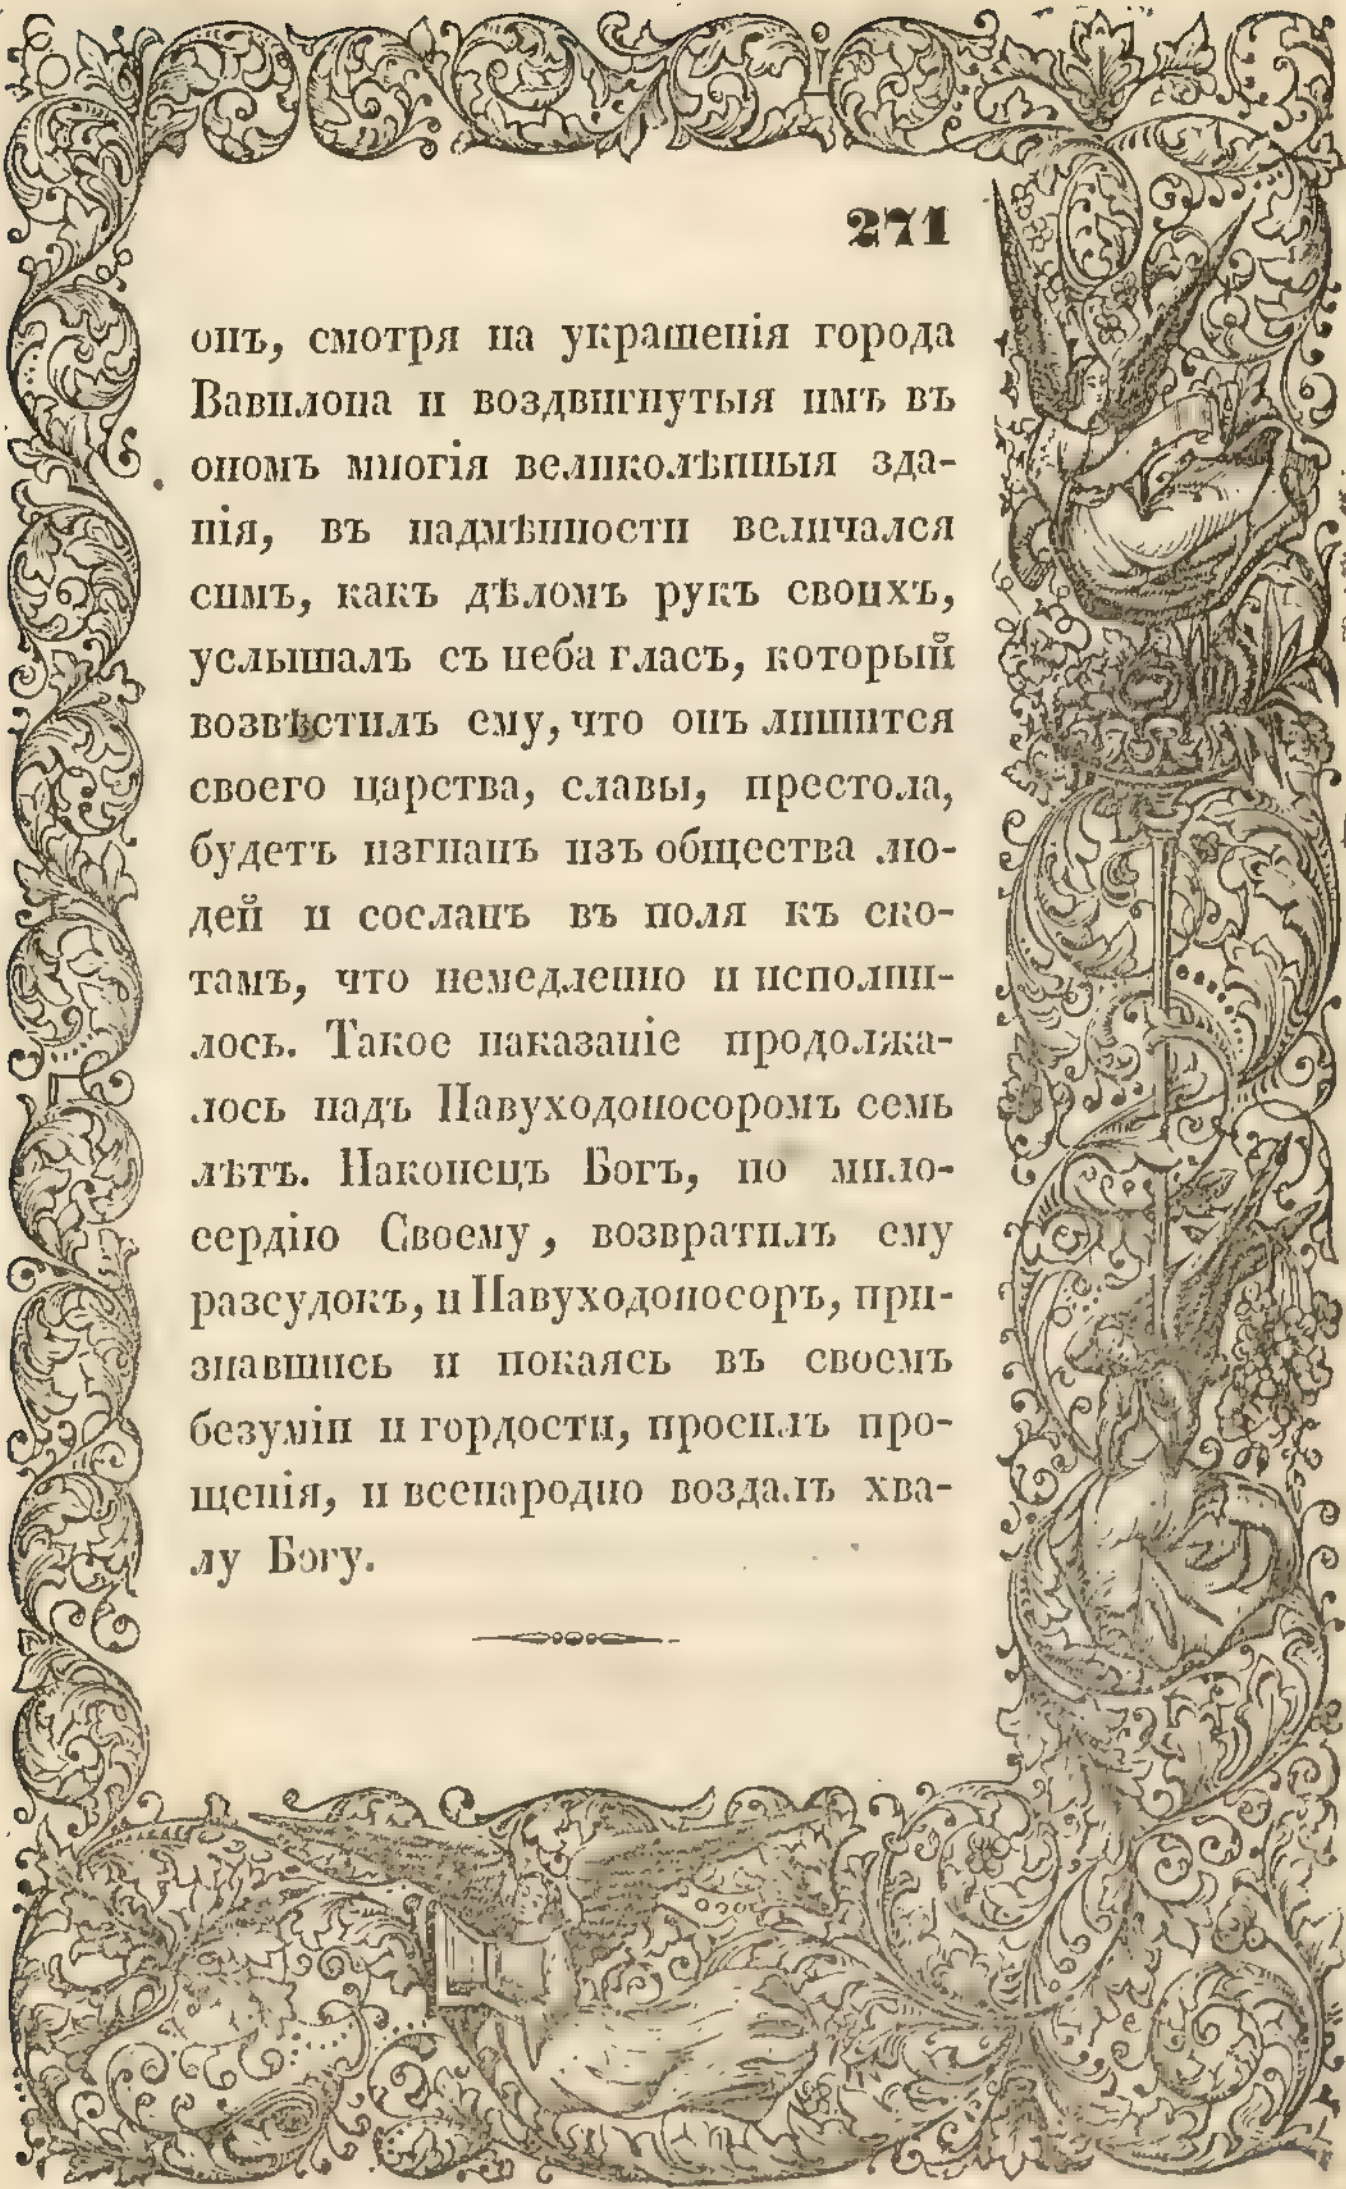 271
онъ, смотря на украшенія города
Вавилона и воздвигнутыя имъ въ
ономъ многія великолѣпныя зда-
нія, въ надмѣнности величался
симъ, какъ дѣломъ рукъ своихъ,
услышалъ съ неба гласъ, который
возвѣстилъ ему, что онъ лишится
своего царства, славы, престола,
будетъ изгнанъ изъ общества лю-
дей и сосланъ въ поля къ ско-
тамъ, что немедленно и исполни-
лось. Такое наказаніе продолжа-
лось надъ Навуходоносоромъ семь
лѣтъ. Наконецъ Богъ, по мило-
сердію Своему, возвратилъ ему
разсудокъ, и Навуходоносоръ, при-
знавшись и покаясь въ своемъ
безуміи и гордости, просилъ про-
щенія, и всенародно воздалъ хва-
лу Богу.